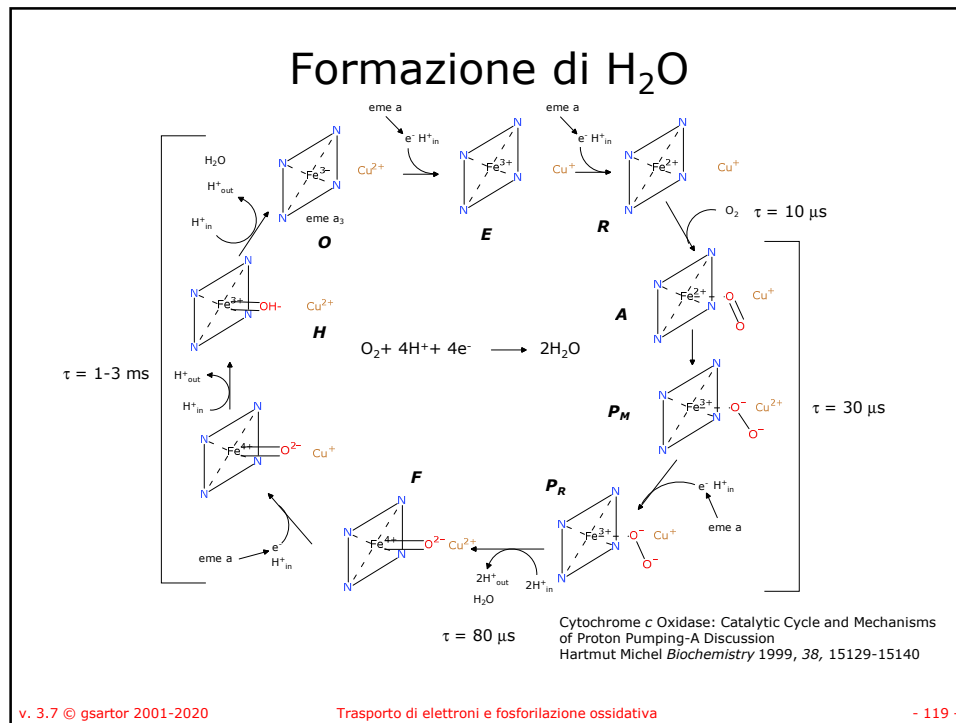 Formazione di H₂O
eme a
e⁻ H⁺in
eme a
e⁻ H⁺in
N
N
N
N
Fe³⁻
Cu²⁺
eme a₃
O
N
N
N
N
Fe³⁺
Cu⁺
E
N
N
N
N
Fe²⁺
Cu⁺
R
O₂
τ = 10 μs
N
N
N
N
Fe²⁺
O
O
Cu⁺
A
N
N
N
N
Fe³⁺
O⁻
O⁻
Cu²⁺
P_M
τ = 30 μs
e⁻ H⁺in
eme a
N
N
N
N
Fe³⁺
O⁻
O⁻
Cu⁺
P_R
2H⁺out
2H⁺in
H₂O
τ = 80 μs
N
N
N
N
Fe⁴⁺
O²⁻
Cu²⁺
F
eme a
e⁻
H⁺in
N
N
N
N
Fe⁴⁺
O²⁻
Cu⁺
H⁺out
H⁺in
τ = 1-3 ms
N
N
N
N
Fe³⁺
OH-
Cu²⁺
H
H₂O
H⁺out
H⁺in
O₂+ 4H⁺+ 4e⁻ → 2H₂O
Cytochrome c Oxidase: Catalytic Cycle and Mechanisms
of Proton Pumping-A Discussion
Hartmut Michel Biochemistry 1999, 38, 15129-15140
v. 3.7 © gsartor 2001-2020
Trasporto di elettroni e fosforilazione ossidativa
- 119 -